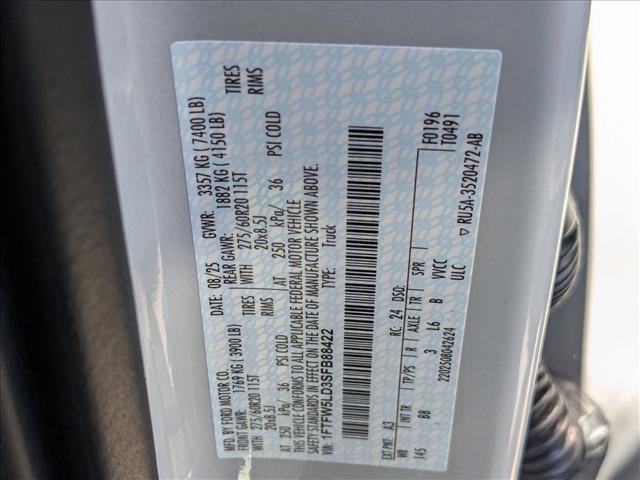 MFD. BY FORD MOTOR CO.
DATE: 08/25 GVWR: 3357 KG ( 7400 LB)
FRONT GAWR: 1769 KG (3900 LB) REAR GAWR: 1882 KG ( 4150 LB)
275/60R20 115T TIRES WITH 275/60R20 115T TIRES
20x8.5J RIMS 20x8.5J RIMS
AT 250 kPa/ 36 PSI COLD AT 250 kPa/ 36 PSI COLD
THIS VEHICLE CONFORMS TO ALL APPLICABLE FEDERAL MOTOR VEHICLE
SAFETY STANDARDS IN EFFECT ON THE DATE OF MANUFACTURE SHOWN ABOVE.
VIN: 1FTFW5LD3SFB88422 Type: Truck
F0196
T0491
EXT PNT: A3 RC: 24 DSO:
WB INT TR TP/PS R AXLE TR SPR
145 BB 3 L6 B VVCC
2202508042624 ULC
▽ RU5A-3520472-AB